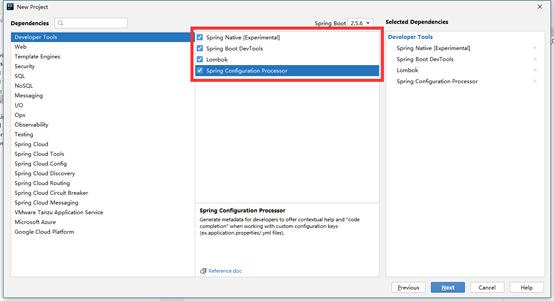 New Project
Dependencies
Spring Boot 2.5.6
Selected Dependencies
Developer Tools
Web
Template Engines
Security
SQL
NoSQL
Messaging
I/O
Ops
Observability
Testing
Spring Cloud
Spring Cloud Tools
Spring Cloud Config
Spring Cloud Discovery
Spring Cloud Routing
Spring Cloud Circuit Breaker
Spring Cloud Messaging
VMware Tanzu Application Service
Microsoft Azure
Google Cloud Platform
Spring Native [Experimental]
Spring Boot DevTools
Lombok
Spring Configuration Processor
Spring Configuration Processor
Generate metadata for developers to offer contextual help and "code
completion" when working with custom configuration keys
(ex.application.properties/.yml files).
Reference doc
Developer Tools
Spring Native [Experimental]
Spring Boot DevTools
Lombok
Spring Configuration Processor
Previous
Next
Cancel
Help